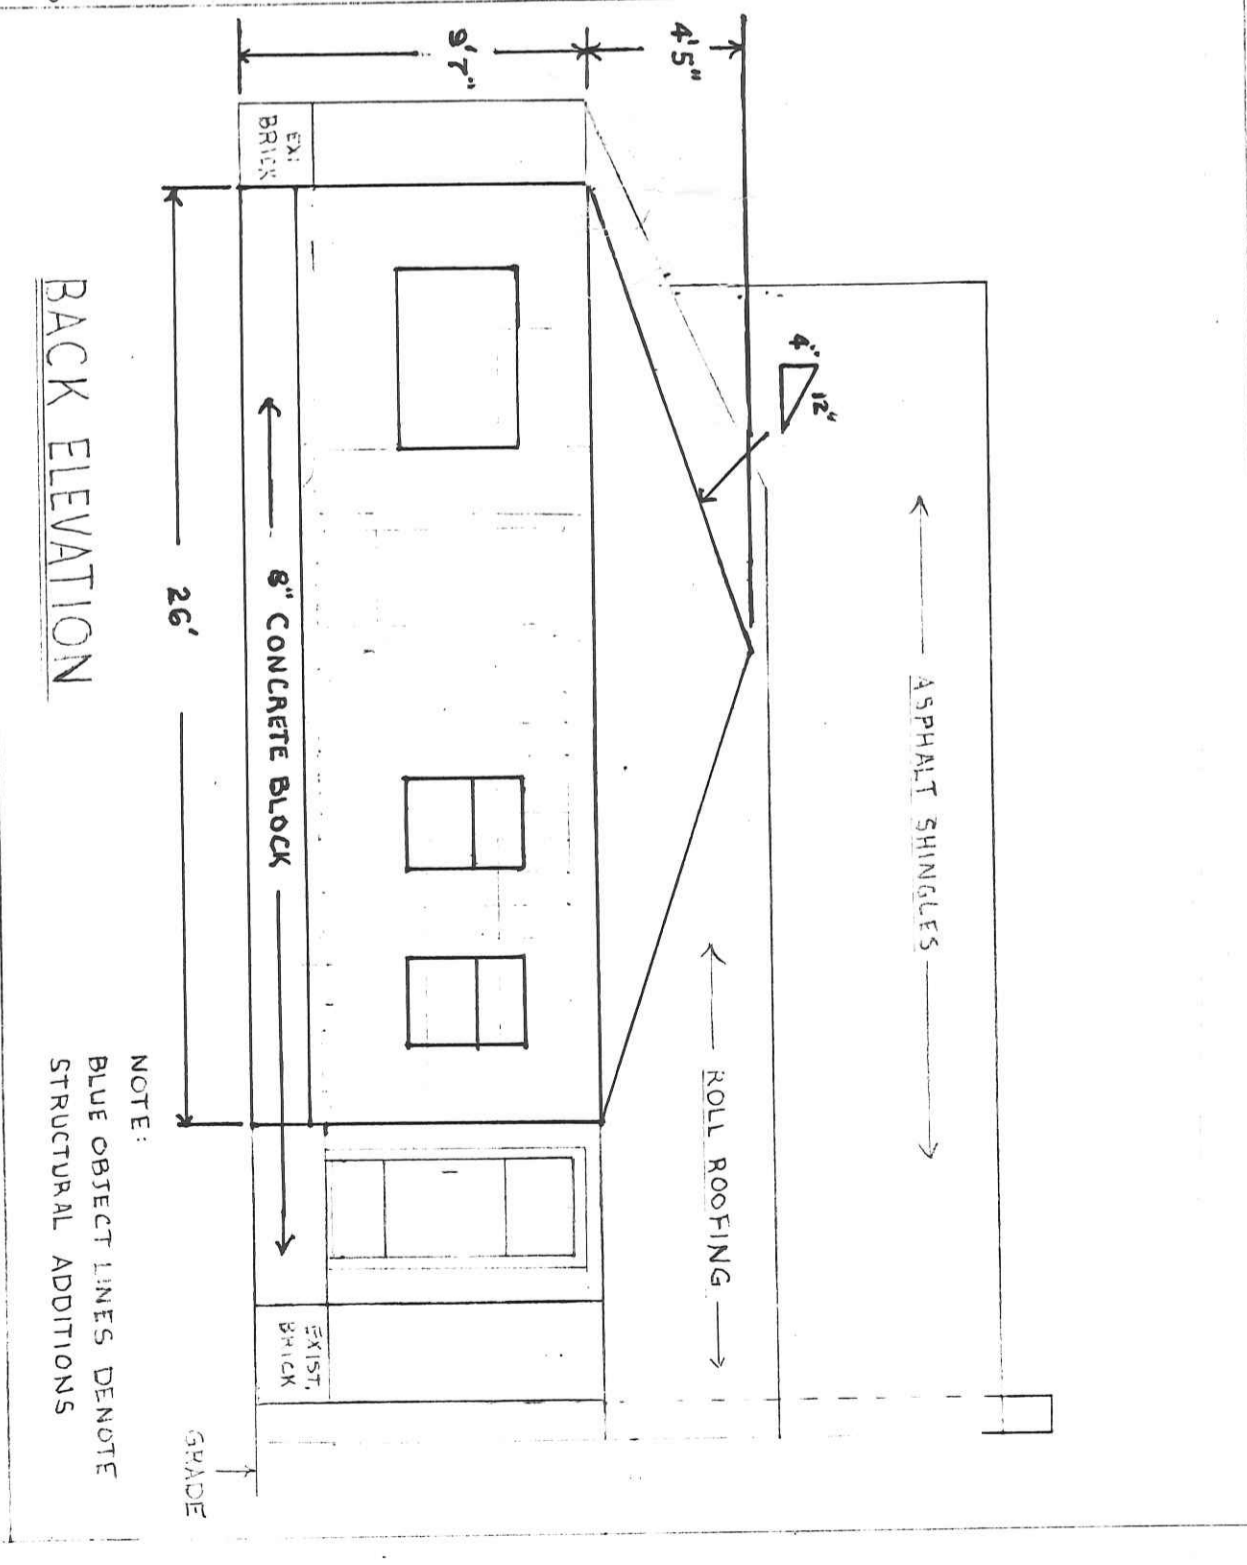 ASPHALT SHINGLES
4"
12"
4'5"
ROLL ROOFING
9'7"
EX:
BRICK
8" CONCRETE BLOCK
EXIST.
BRICK
26'
GRADE
BACK ELEVATION
NOTE:
BLUE OBJECT LINES DENOTE
STRUCTURAL ADDITIONS